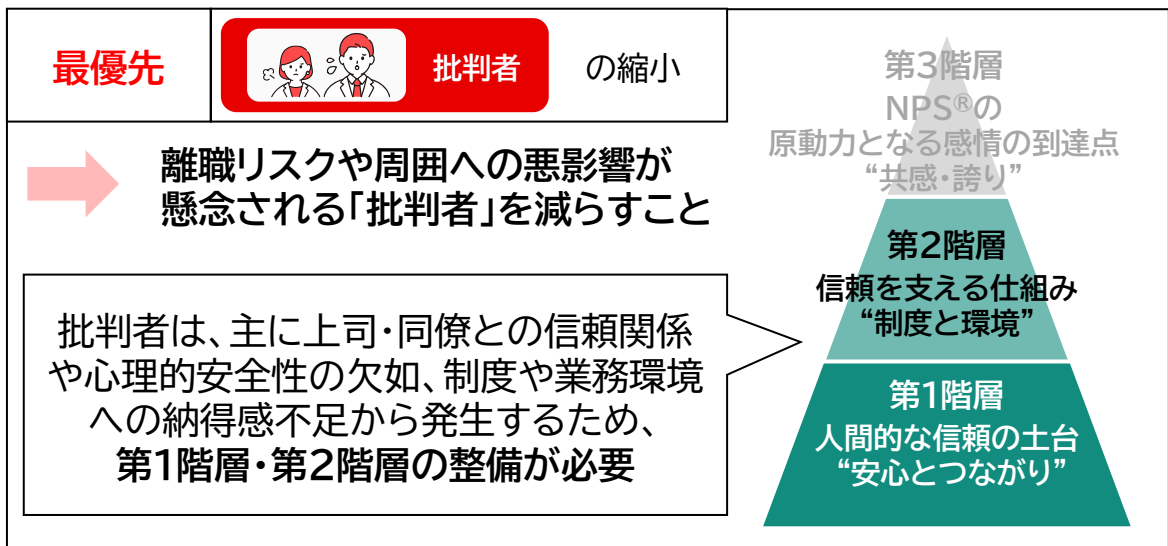 最優先
批判者
の縮小
離職リスクや周囲への悪影響が
懸念される「批判者」を減らすこと
批判者は、主に上司・同僚との信頼関係
や心理的安全性の欠如、制度や業務環境
への納得感不足から発生するため、
第1階層・第2階層の整備が必要
第3階層
NPS®の
原動力となる感情の到達点
“共感・誇り”
第2階層
信頼を支える仕組み
“制度と環境”
第1階層
人間的な信頼の土台
“安心とつながり”